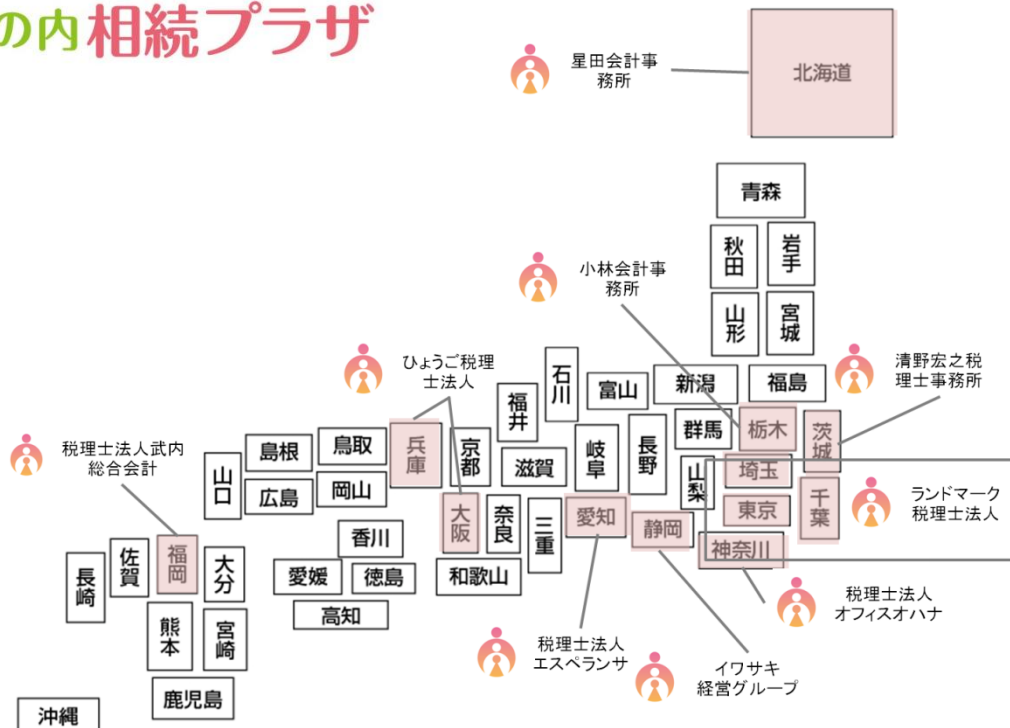 の内相続プラザ
星田会計事
務所
北海道
青森
秋田
岩手
小林会計事
務所
山形
宮城
ひょうご税理
士法人
石川
富山
新潟
福島
清野宏之税
理士事務所
福井
群馬
栃木
茨城
税理士法人武内
総合会計
島根
鳥取
兵庫
京都
滋賀
岐阜
長野
山梨
埼玉
山口
広島
岡山
大阪
奈良
三重
愛知
静岡
東京
千葉
ランドマーク
税理士法人
香川
神奈川
長崎
佐賀
福岡
大分
愛媛
徳島
和歌山
高知
税理士法人
オフィスオハナ
熊本
宮崎
税理士法人
エスペランサ
イワサキ
経営グループ
鹿児島
沖縄